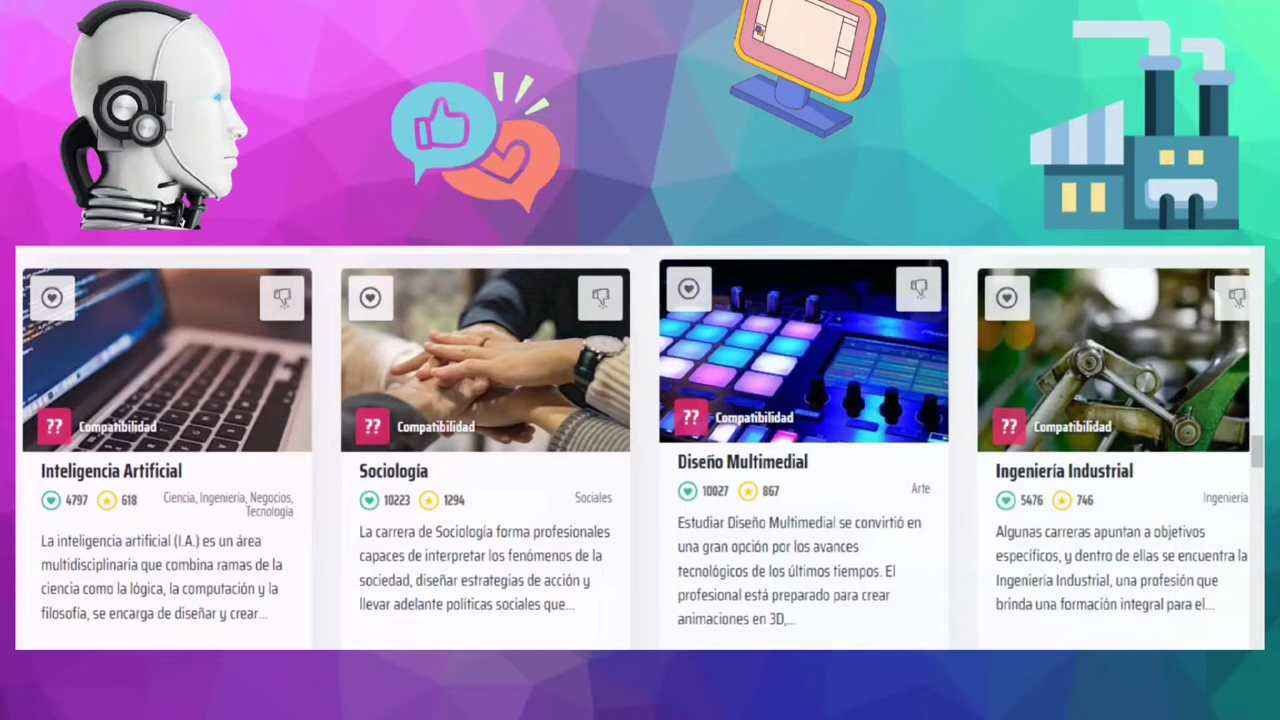 ?? Compatibilidad
Inteligencia Artificial
4797 618 Ciencia, Ingeniería, Negocios,
Tecnología
La inteligencia artificial (I.A.) es un área
multidisciplinaria que combina ramas de la
ciencia como la lógica, la computación y la
filosofía, se encarga de diseñar y crear...
?? Compatibilidad
Sociología
10223 1294 Sociales
La carrera de Sociología forma profesionales
capaces de interpretar los fenómenos de la
sociedad, diseñar estrategias de acción y
llevar adelante políticas sociales que...
?? Compatibilidad
Diseño Multimedial
10027 867 Arte
Estudiar Diseño Multimedial se convirtió en
una gran opción por los avances
tecnológicos de los últimos tiempos. El
profesional está preparado para crear
animaciones en 3D,...
?? Compatibilidad
Ingeniería Industrial
5476 746 Ingeniería
Algunas carreras apuntan a objetivos
específicos, y dentro de ellas se encuentra la
Ingeniería Industrial, una profesión que
brinda una formación integral para el...